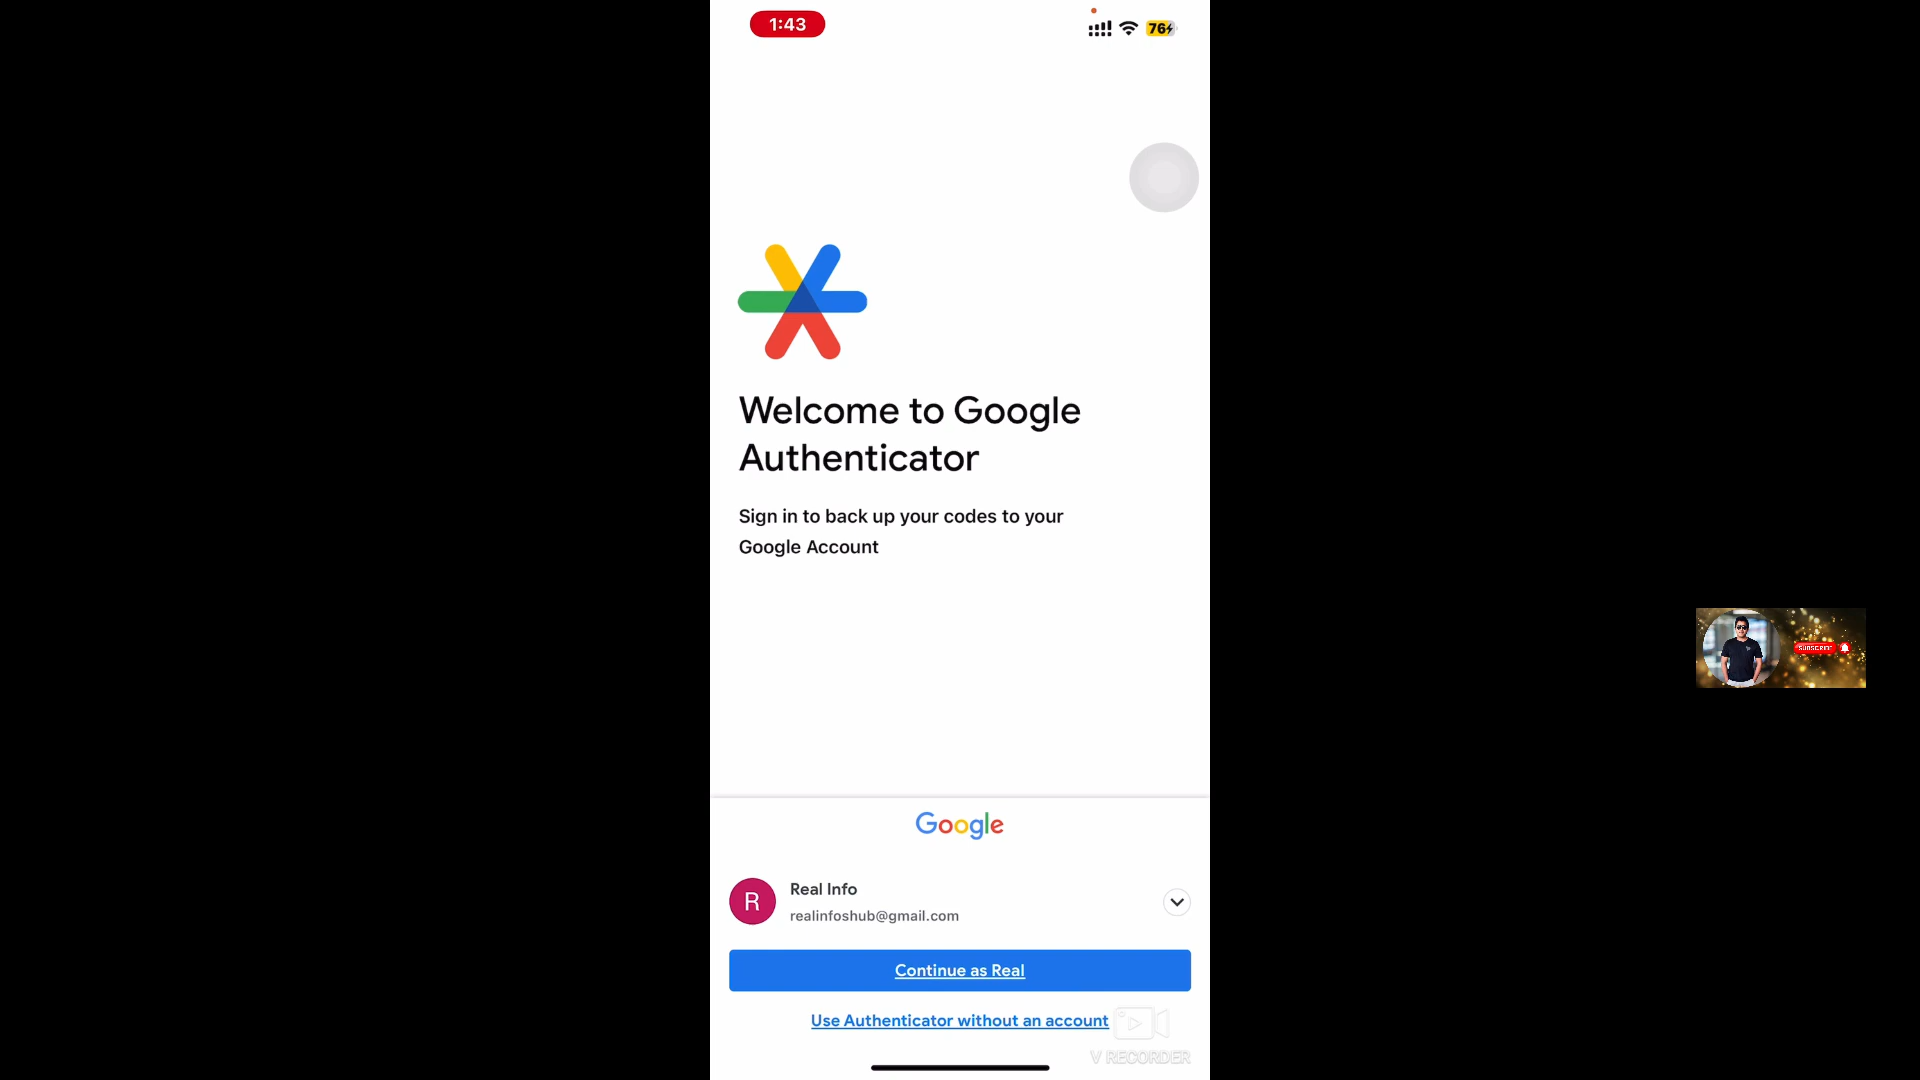 1:43
76
Welcome to Google
Authenticator
Sign in to back up your codes to your
Google Account
Google
R
Real Info
realinfoshub@gmail.com
Continue as Real
Use Authenticator without an account
V RECORDER
SUBSCRIBE